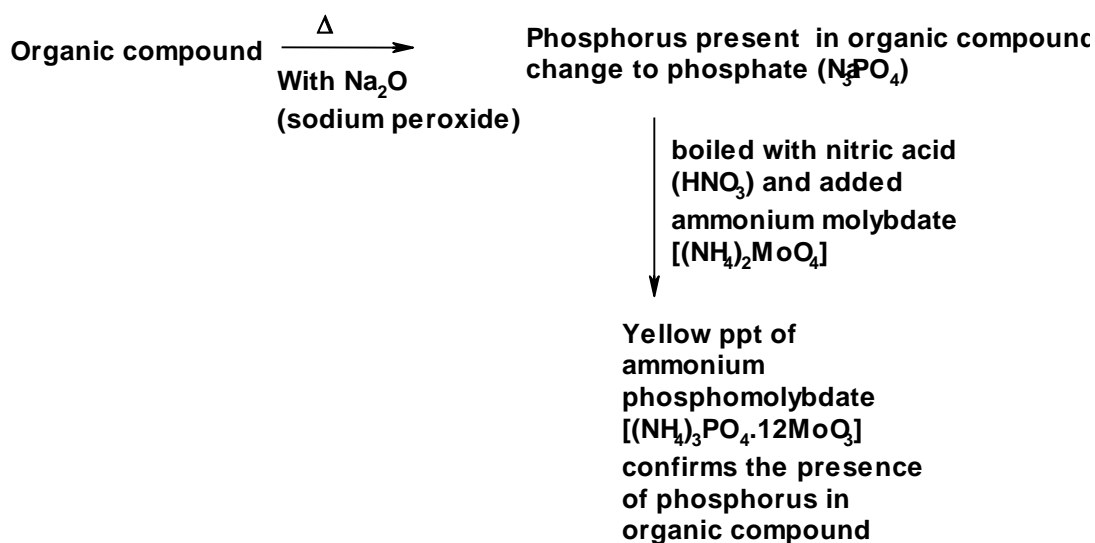 Δ
Organic compound
With Na₂O
(sodium peroxide)
Phosphorus present in organic compound
change to phosphate (Na₃PO₄)
boiled with nitric acid
(HNO₃) and added
ammonium molybdate
[(NH₄)₂MoO₄]
Yellow ppt of
ammonium
phosphomolybdate
[(NH₄)₃PO₄.12MoO₃]
confirms the presence
of phosphorus in
organic compound